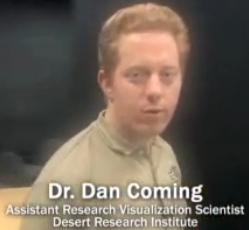 Dr. Dan Coming
Assistant Research Visualization Scientist
Desert Research Institute